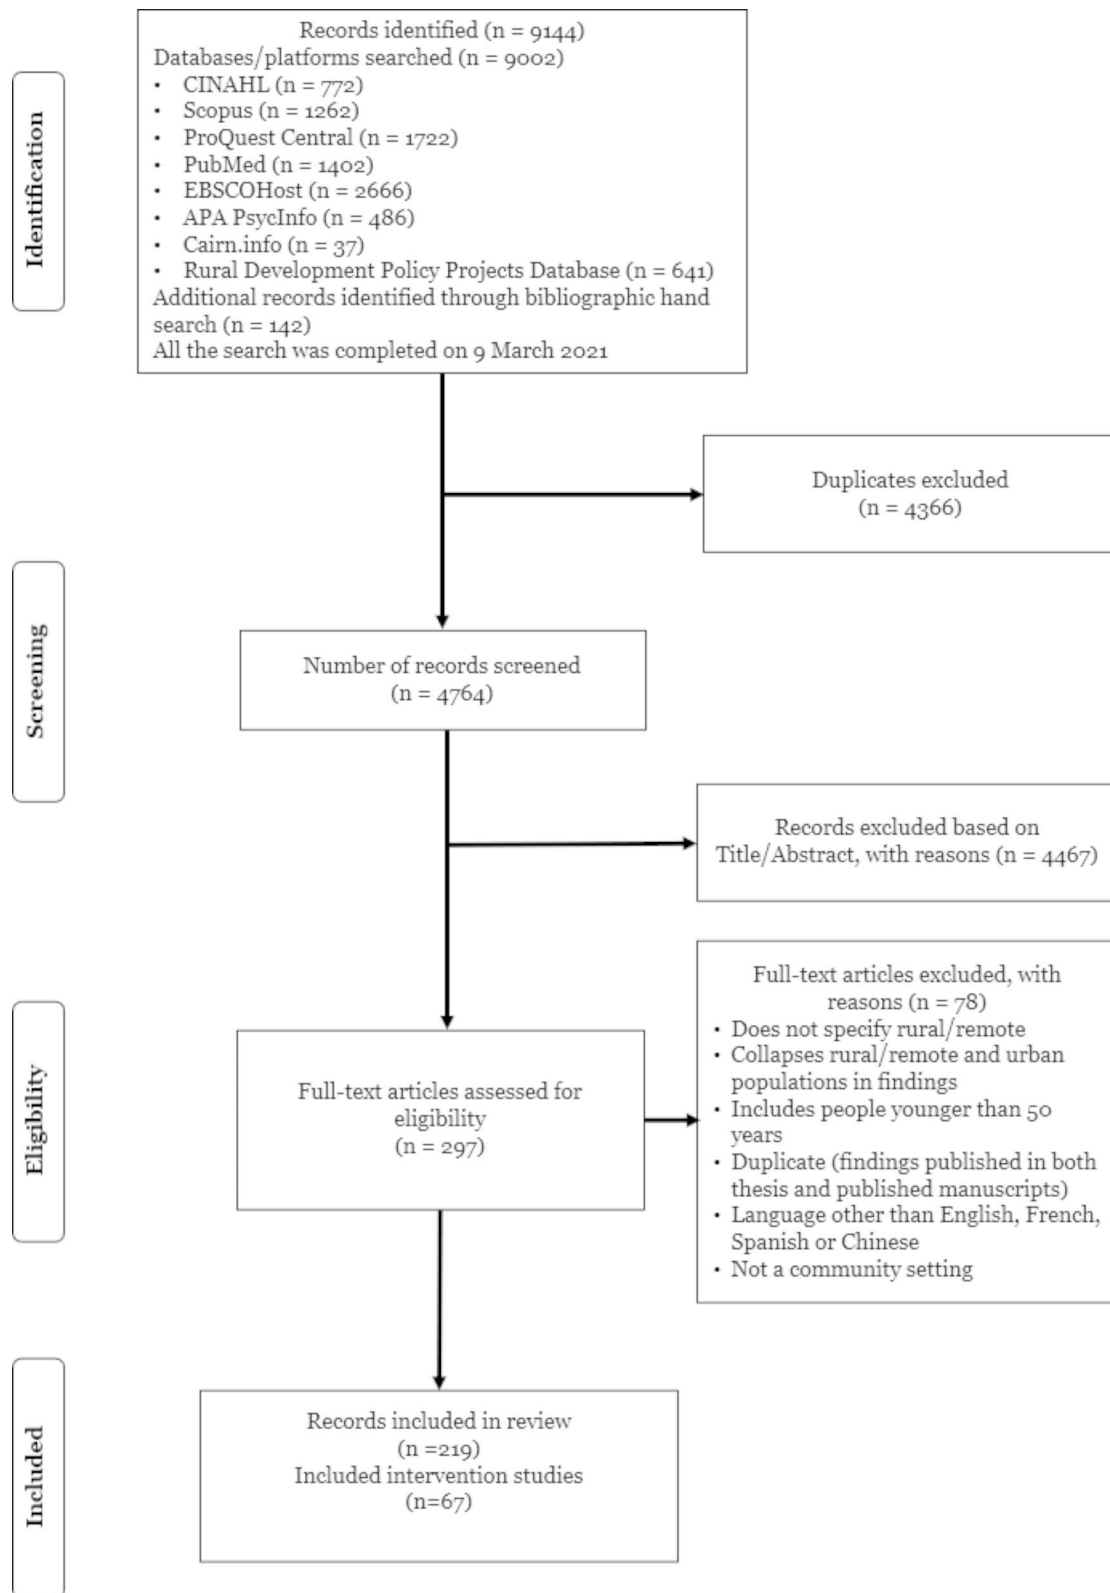 Identification
Records identified (n = 9144)
Databases/platforms searched (n = 9002)
• CINAHL (n = 772)
• Scopus (n = 1262)
• ProQuest Central (n = 1722)
• PubMed (n = 1402)
• EBSCOHost (n = 2666)
• APA PsycInfo (n = 486)
• Cairn.info (n = 37)
• Rural Development Policy Projects Database (n = 641)
Additional records identified through bibliographic hand
search (n = 142)
All the search was completed on 9 March 2021
Duplicates excluded
(n = 4366)
Screening
Number of records screened
(n = 4764)
Records excluded based on
Title/Abstract, with reasons (n = 4467)
Eligibility
Full-text articles assessed for
eligibility
(n = 297)
Full-text articles excluded, with
reasons (n = 78)
• Does not specify rural/remote
• Collapses rural/remote and urban
populations in findings
• Includes people younger than 50
years
• Duplicate (findings published in both
thesis and published manuscripts)
• Language other than English, French,
Spanish or Chinese
• Not a community setting
Included
Records included in review
(n =219)
Included intervention studies
(n=67)